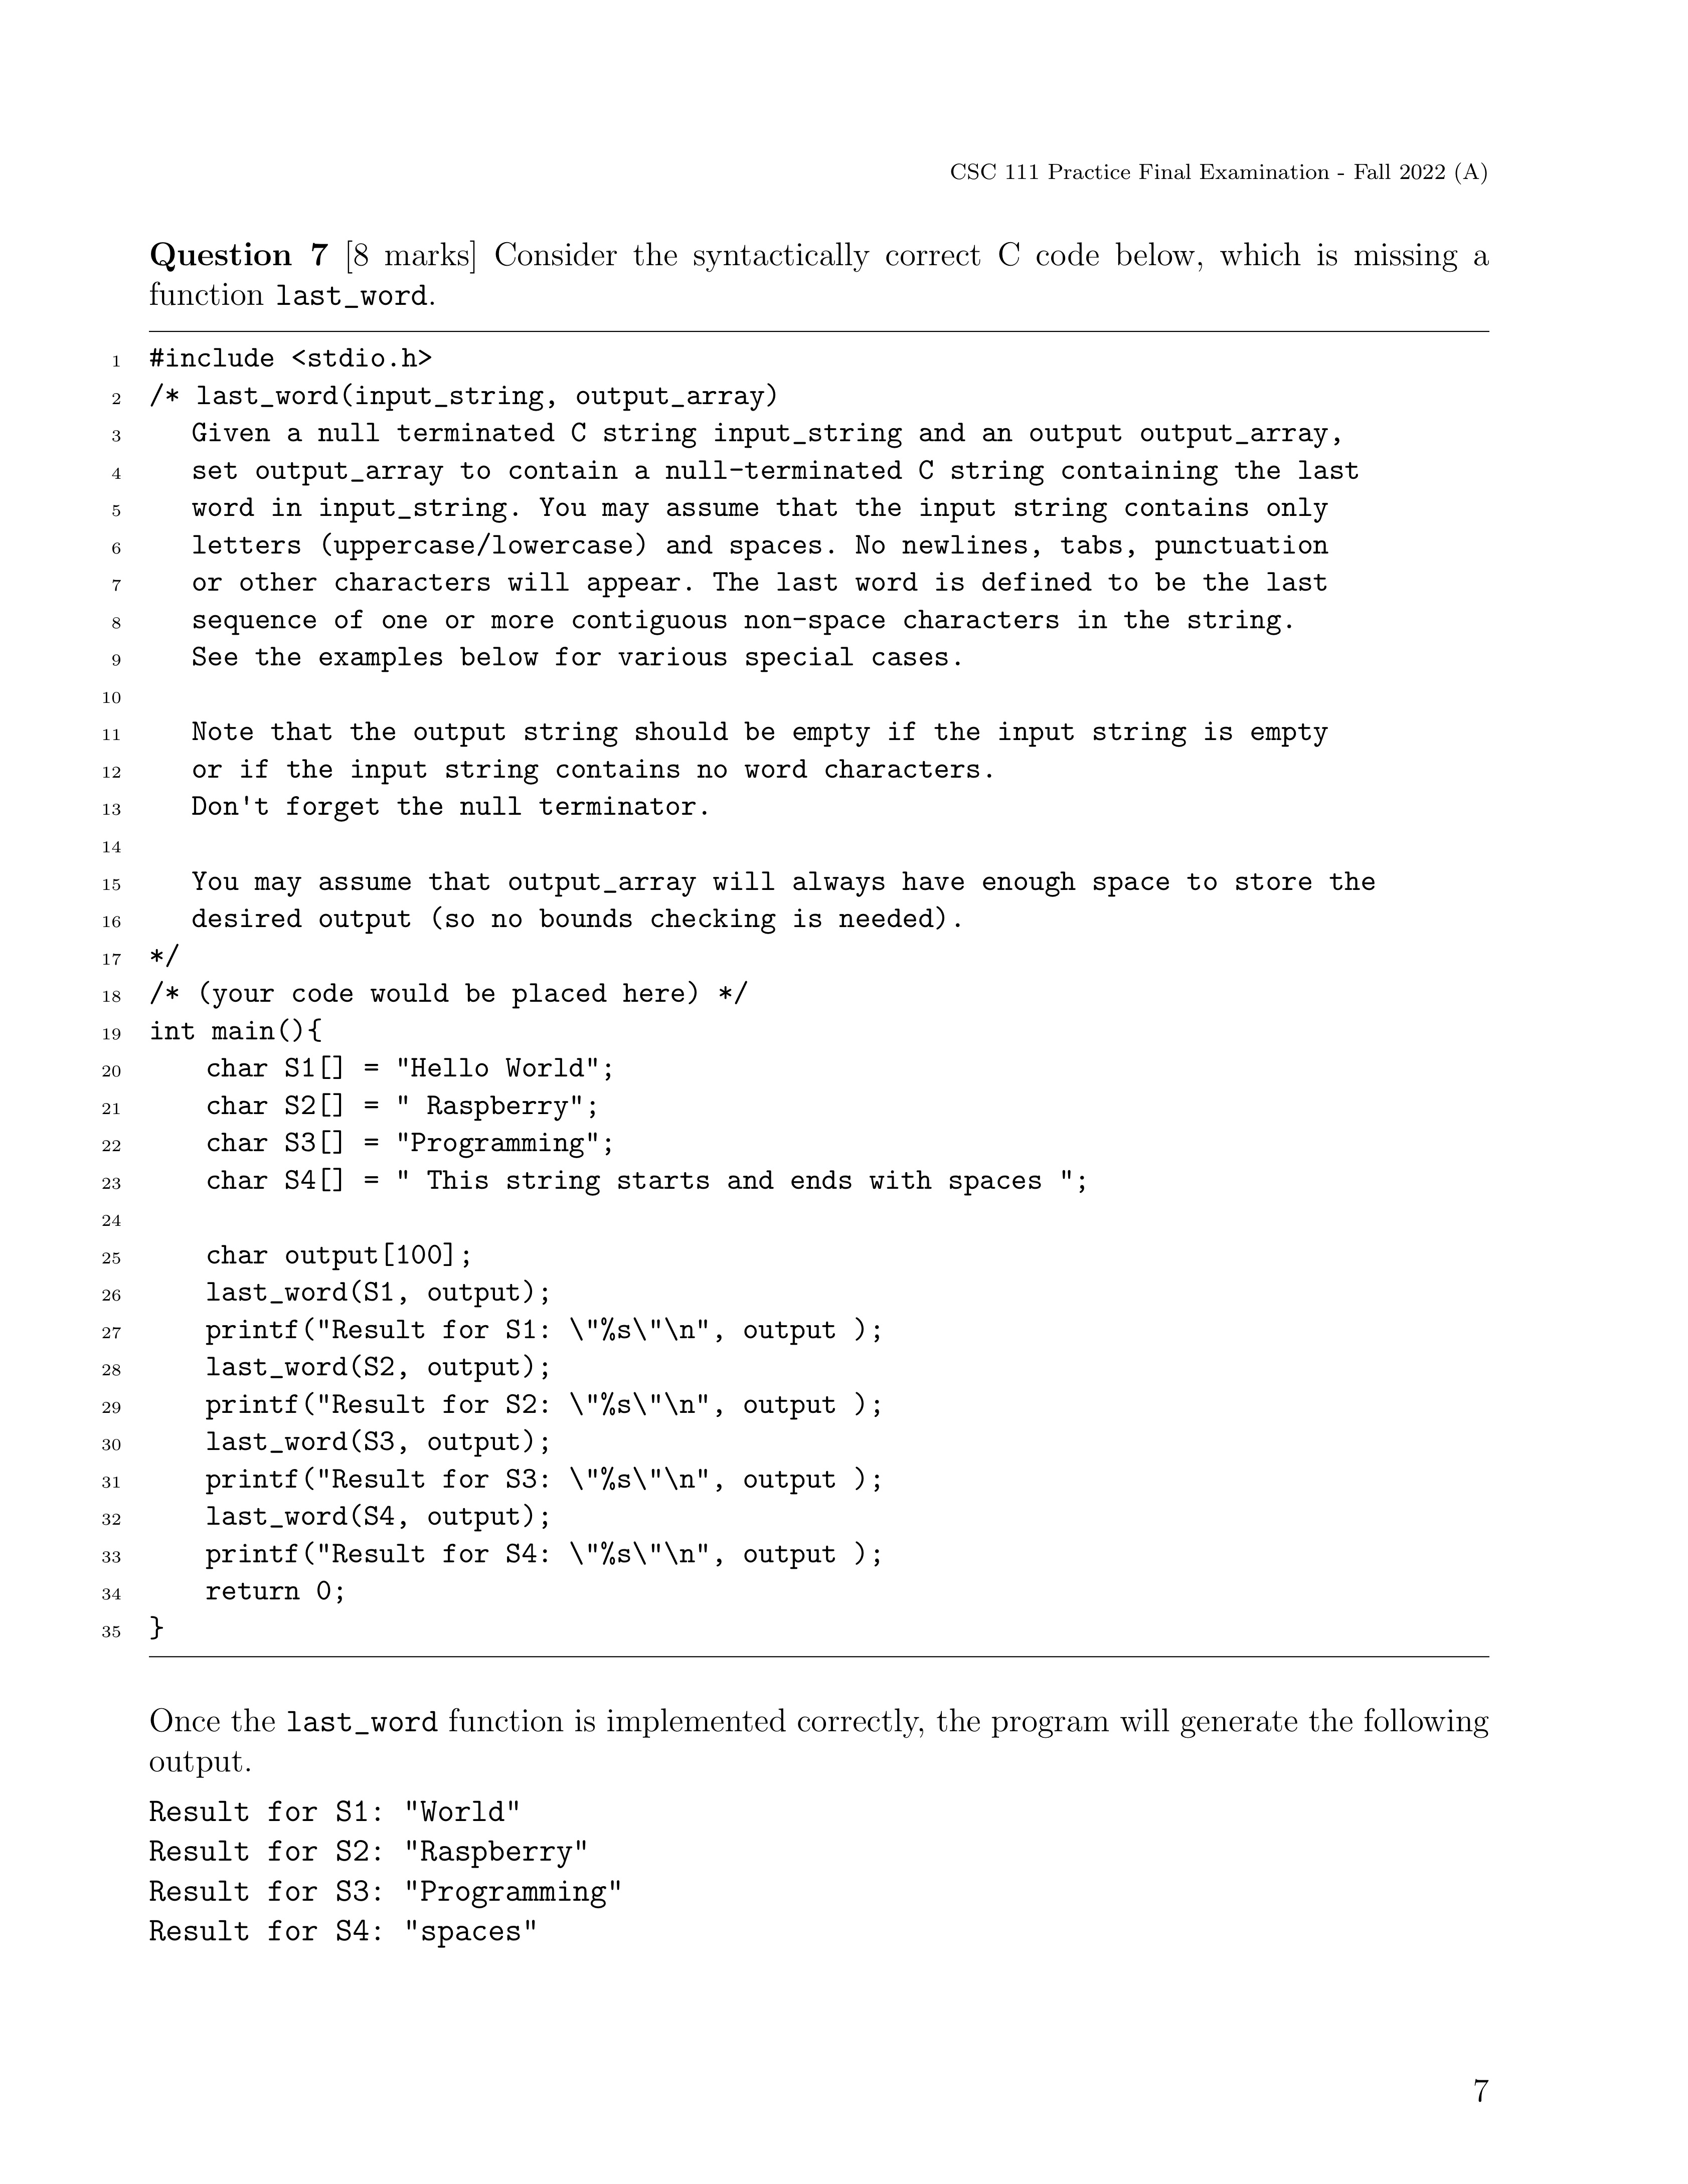 CSC 111 Practice Final Examination - Fall 2022 (A)
Question 7 [8 marks] Consider the syntactically correct C code below, which is missing a
function last_word.
1 #include <stdio.h>
2 /* last_word(input_string, output_array)
3 Given a null terminated C string input_string and an output output_array,
4 set output_array to contain a null-terminated C string containing the last
5 word in input_string. You may assume that the input string contains only
6 letters (uppercase/lowercase) and spaces. No newlines, tabs, punctuation
7 or other characters will appear. The last word is defined to be the last
8 sequence of one or more contiguous non-space characters in the string.
9 See the examples below for various special cases.
10
11 Note that the output string should be empty if the input string is empty
12 or if the input string contains no word characters.
13 Don't forget the null terminator.
14
15 You may assume that output_array will always have enough space to store the
16 desired output (so no bounds checking is needed).
17 */
18 /* (your code would be placed here) */
19 int main(){
20 char S1[] = "Hello World";
21 char S2[] = " Raspberry";
22 char S3[] = "Programming";
23 char S4[] = " This string starts and ends with spaces ";
24
25 char output[100];
26 last_word(S1, output);
27 printf("Result for S1: \"%s\"\n", output );
28 last_word(S2, output);
29 printf("Result for S2: \"%s\"\n", output );
30 last_word(S3, output);
31 printf("Result for S3: \"%s\"\n", output );
32 last_word(S4, output);
33 printf("Result for S4: \"%s\"\n", output );
34 return 0;
35 }
Once the last_word function is implemented correctly, the program will generate the following
output.
Result for S1: "World"
Result for S2: "Raspberry"
Result for S3: "Programming"
Result for S4: "spaces"
7